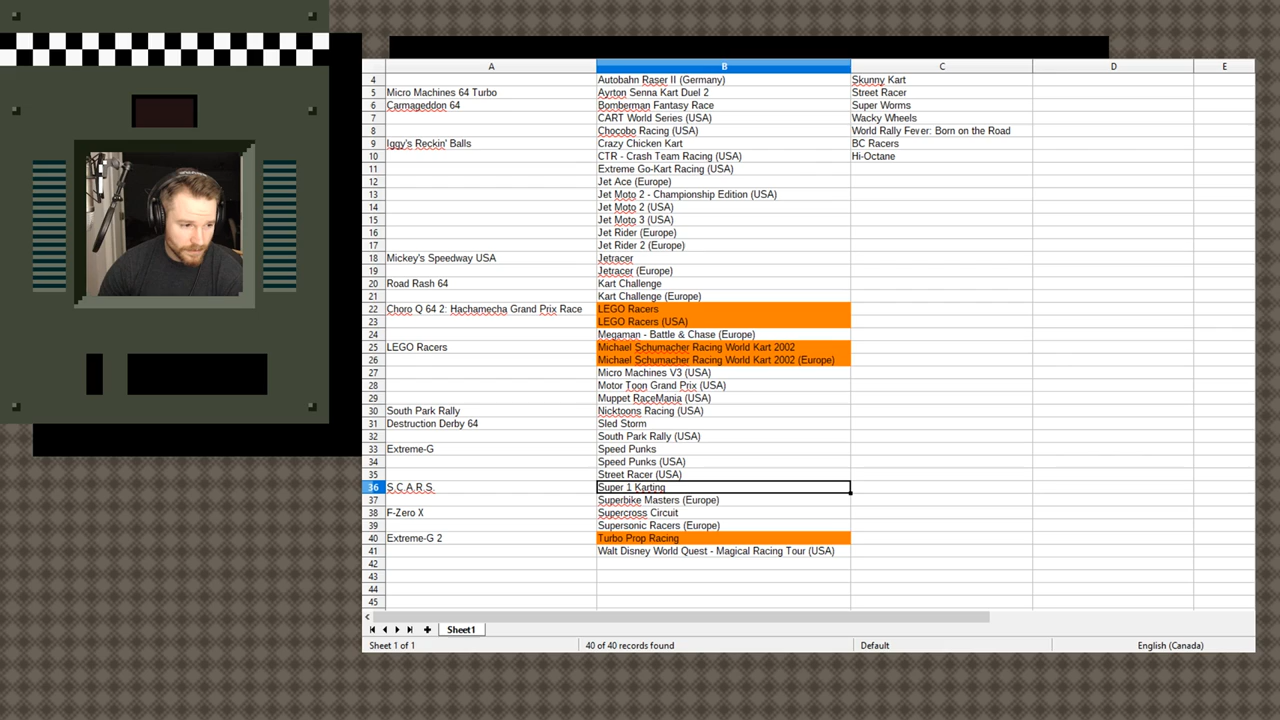 A B C D E
4 Autobahn Raser II (Germany) Skunny Kart
5 Micro Machines 64 Turbo Ayrton Senna Kart Duel 2 Street Racer
6 Carmageddon 64 Bomberman Fantasy Race Super Worms
7 CART World Series (USA) Wacky Wheels
8 Chocobo Racing (USA) World Rally Fever: Born on the Road
9 Iggy's Reckin' Balls Crazy Chicken Kart BC Racers
10 CTR - Crash Team Racing (USA) Hi-Octane
11 Extreme Go-Kart Racing (USA)
12 Jet Ace (Europe)
13 Jet Moto 2 - Championship Edition (USA)
14 Jet Moto 2 (USA)
15 Jet Moto 3 (USA)
16 Jet Rider (Europe)
17 Jet Rider 2 (Europe)
18 Mickey's Speedway USA Jetracer
19 Jetracer (Europe)
20 Road Rash 64 Kart Challenge
21 Kart Challenge (Europe)
22 Choro Q 64 2: Hachamecha Grand Prix Race LEGO Racers
23 LEGO Racers (USA)
24 Megaman - Battle & Chase (Europe)
25 LEGO Racers Michael Schumacher Racing World Kart 2002
26 Michael Schumacher Racing World Kart 2002 (Europe)
27 Micro Machines V3 (USA)
28 Motor Toon Grand Prix (USA)
29 Muppet RaceMania (USA)
30 South Park Rally Nicktoons Racing (USA)
31 Destruction Derby 64 Sled Storm
32 South Park Rally (USA)
33 Extreme-G Speed Punks
34 Speed Punks (USA)
35 Street Racer (USA)
36 S.C.A.R.S. Super 1 Karting
37 Superbike Masters (Europe)
38 F-Zero X Supercross Circuit
39 Supersonic Racers (Europe)
40 Extreme-G 2 Turbo Prop Racing
41 Walt Disney World Quest - Magical Racing Tour (USA)
42
43
44
45
Sheet1
Sheet 1 of 1 40 of 40 records found Default English (Canada)